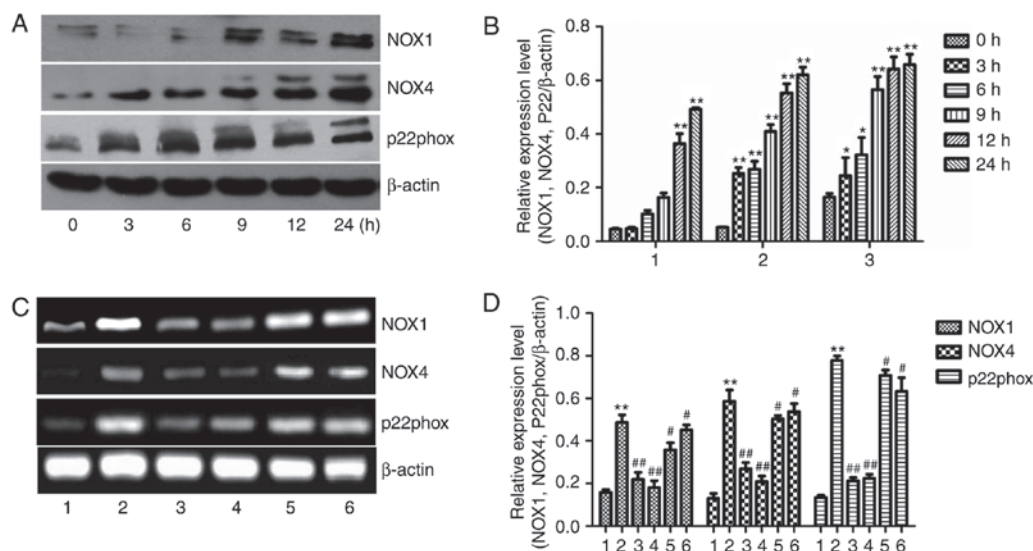 A
NOX1
NOX4
p22phox
β-actin
0 3 6 9 12 24 (h)
B
Relative expression level
(NOX1, NOX4, P22/β-actin)
0.8
0.6
0.4
0.2
0.0
** **
** ** ** ** **
* * ** ** **
1 2 3
0 h
3 h
6 h
9 h
12 h
24 h
C
NOX1
NOX4
p22phox
β-actin
1 2 3 4 5 6
D
Relative expression level
(NOX1, NOX4, P22phox/β-actin)
1.0
0.8
0.6
0.4
0.2
0.0
** ## ## # #
** ## ## # #
** ## ## # #
1 2 3 4 5 6 1 2 3 4 5 6 1 2 3 4 5 6
NOX1
NOX4
p22phox